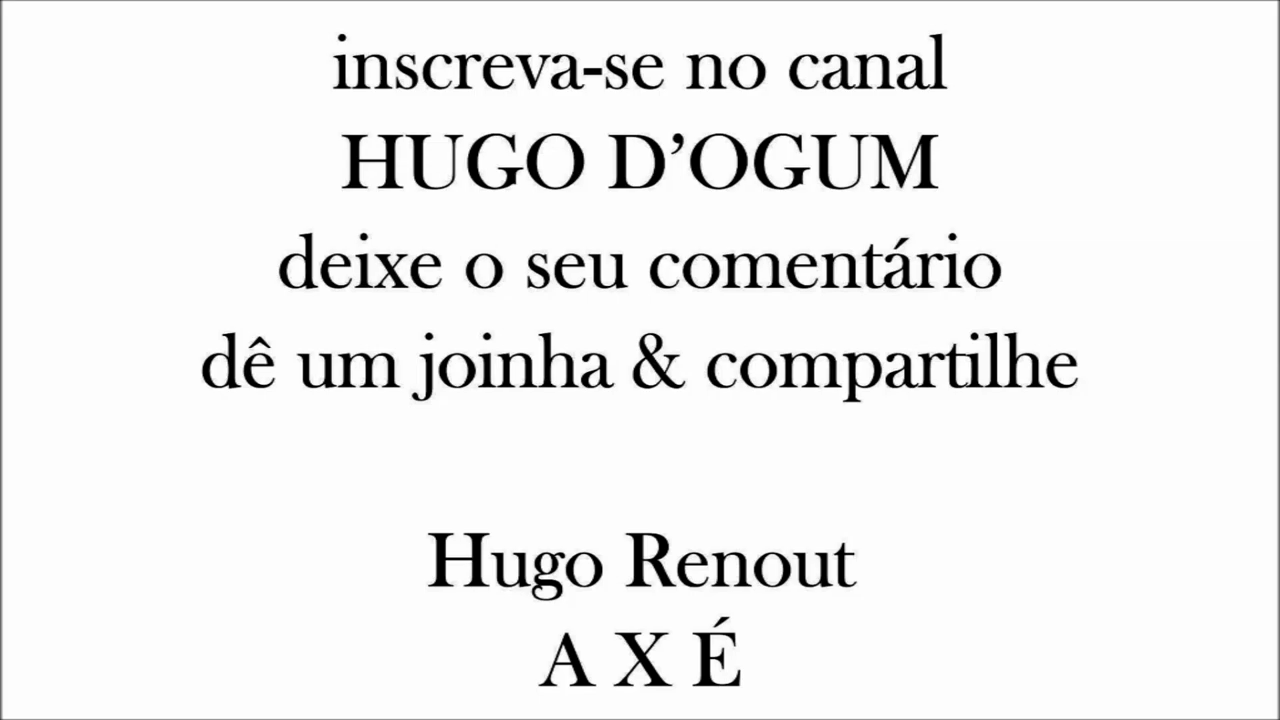 inscreva-se no canal
HUGO D’OGUM
deixe o seu comentário
dê um joinha & compartilhe
Hugo Renout
A X É